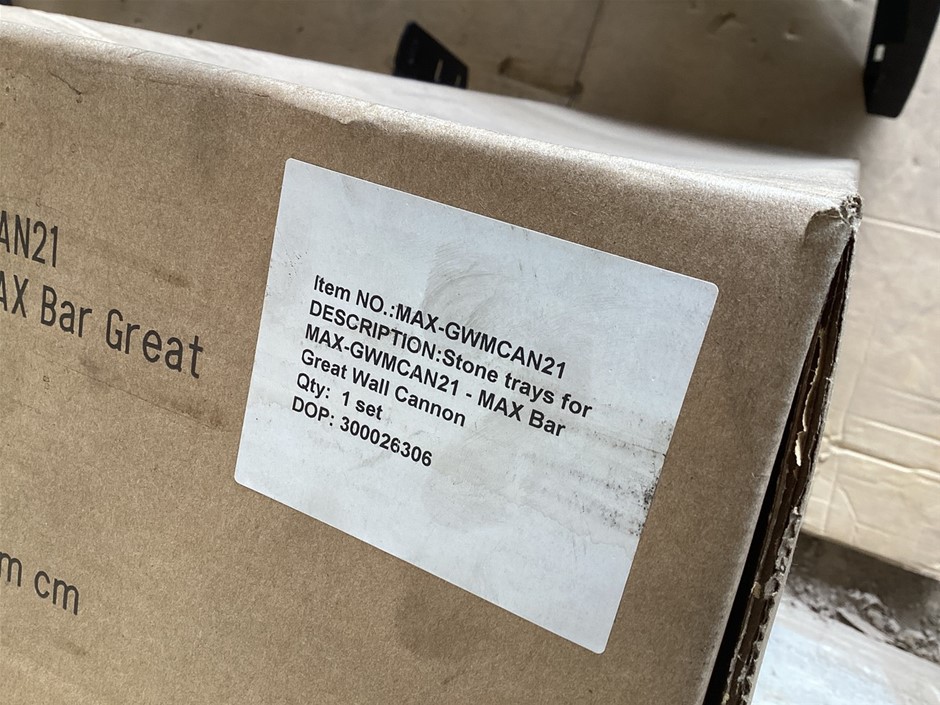 AN21
AX Bar Great
m cm
Item NO.:MAX-GWMCAN21
DESCRIPTION:Stone trays for
MAX-GWMCAN21 - MAX Bar
Great Wall Cannon
Qty: 1 set
DOP: 300026306